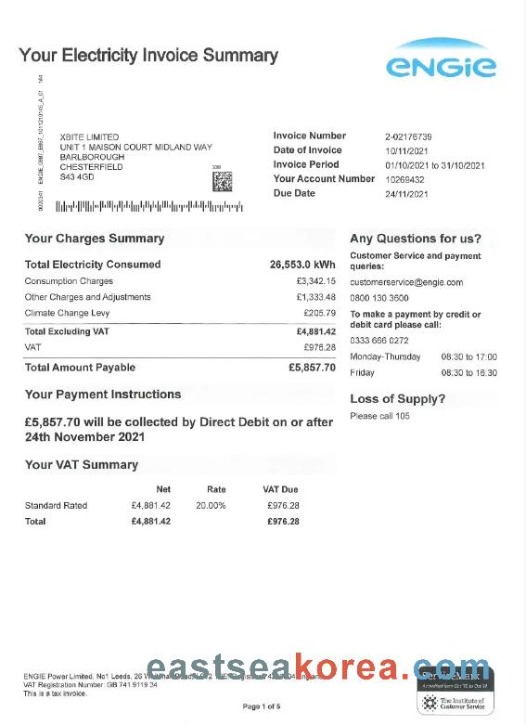 Your Electricity Invoice Summary
ENGIE
XBITE LIMITED
UNIT 1 MAISON COURT MIDLAND WAY
BARLBOROUGH
CHESTERFIELD
S43 4GD
Invoice Number 2-02176739
Date of Invoice 10/11/2021
Invoice Period 01/10/2021 to 31/10/2021
Your Account Number 10269432
Due Date 24/11/2021
Your Charges Summary
Total Electricity Consumed 26,553.0 kWh
Consumption Charges £3,342.15
Other Charges and Adjustments £1,333.48
Climate Change Levy £205.79
Total Excluding VAT £4,881.42
VAT £976.28
Total Amount Payable £5,857.70
Your Payment Instructions
£5,857.70 will be collected by Direct Debit on or after
24th November 2021
Your VAT Summary
Net Rate VAT Due
Standard Rated £4,881.42 20.00% £976.28
Total £4,881.42 £976.28
Any Questions for us?
Customer Service and payment
queries:
customerservice@engie.com
0800 130 3600
To make a payment by credit or
debit card please call:
0333 666 0272
Monday-Thursday 08:30 to 17:00
Friday 08:30 to 16:30
Loss of Supply?
Please call 105
eastseakorea.com
ENGIE Power Limited, No1 Leeds, 26
VAT Registration Number: GB 741 9119 34
This is a tax invoice.
Page 1 of 5
ServiceMark
The Institute of
Customer Service